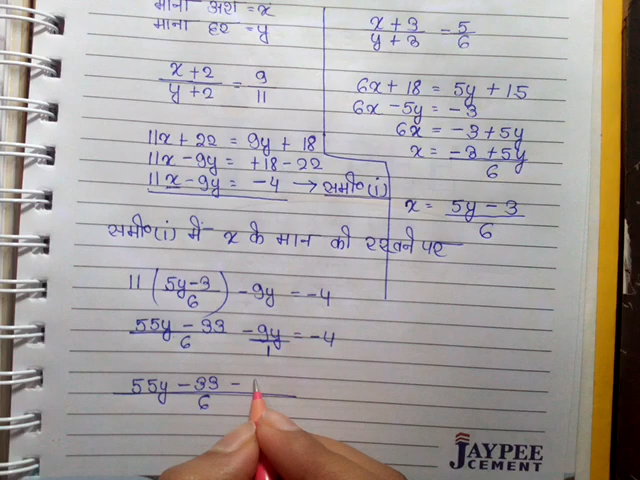 माना अंश = x
माना हर = y
x+2/y+2 = 9/11
11x + 22 = 9y + 18
11x - 9y = +18 - 22
11x - 9y = -4 → समी०(i)
x+3/y+3 = 5/6
6x + 18 = 5y + 15
6x - 5y = -3
6x = -3 + 5y
x = -3 + 5y/6
x = 5y - 3/6
समी०(i) में x के मान को रखने पर
11(5y-3/6) - 9y = -4
55y - 33/6 - 9y/1 = -4
55y - 33 -/6
JAYPEE
CEMENT